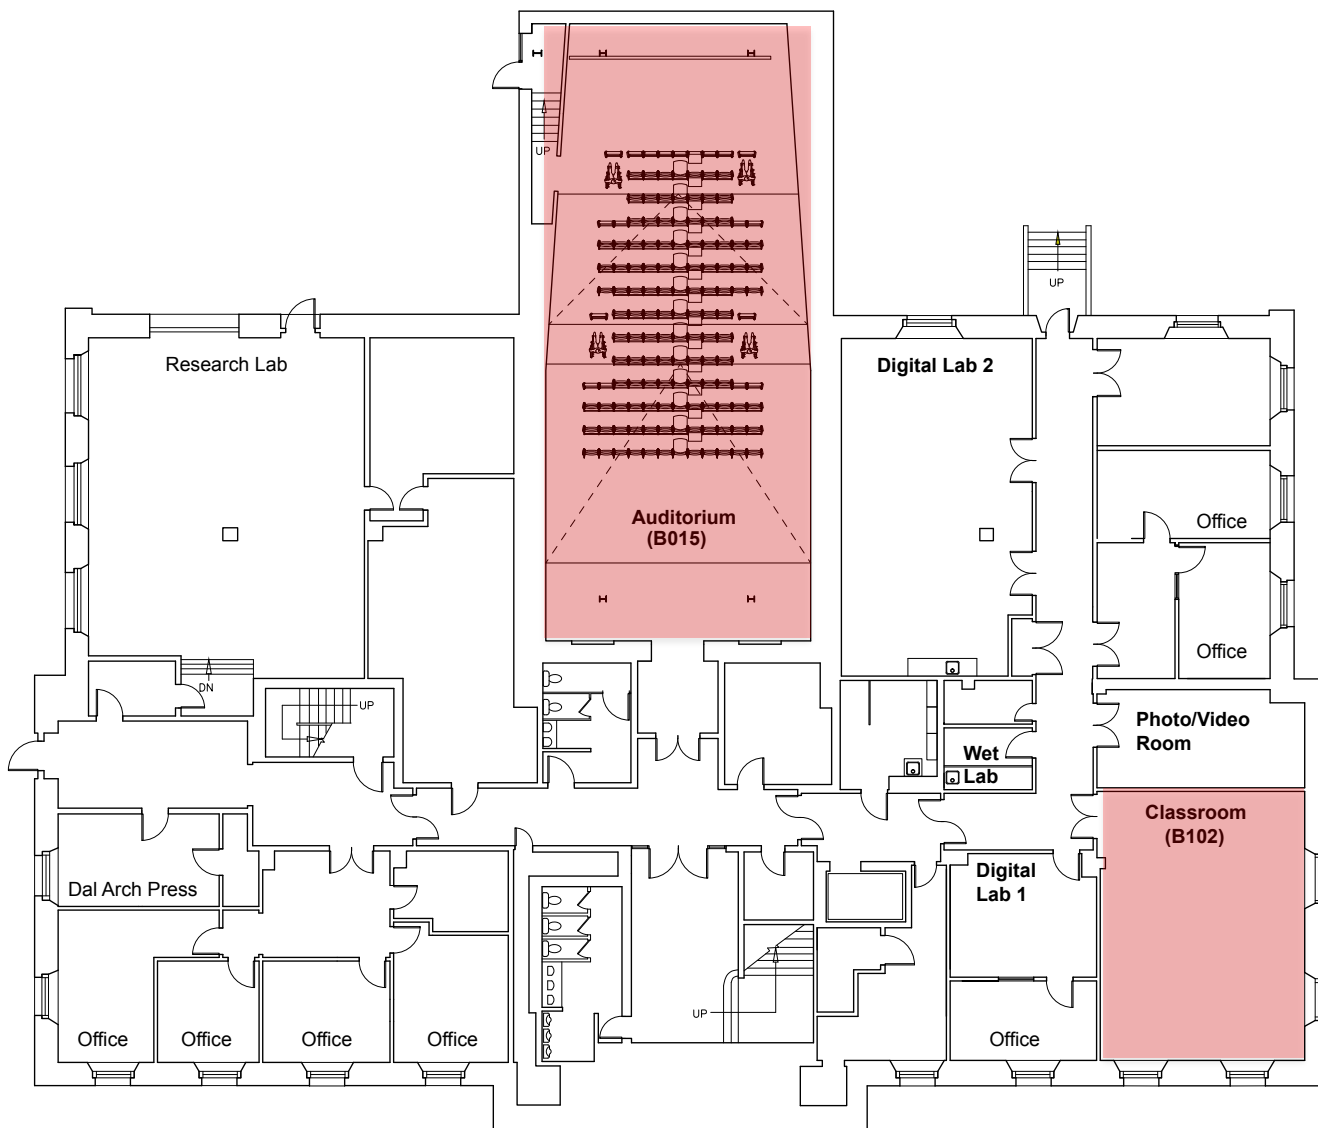 UP
UP
Research Lab
Digital Lab 2
Auditorium
(B015)
Office
Office
DN
UP
Photo/Video
Room
Wet
Lab
Classroom
(B102)
Dal Arch Press
Digital
Lab 1
UP
Office
Office
Office
Office
Office